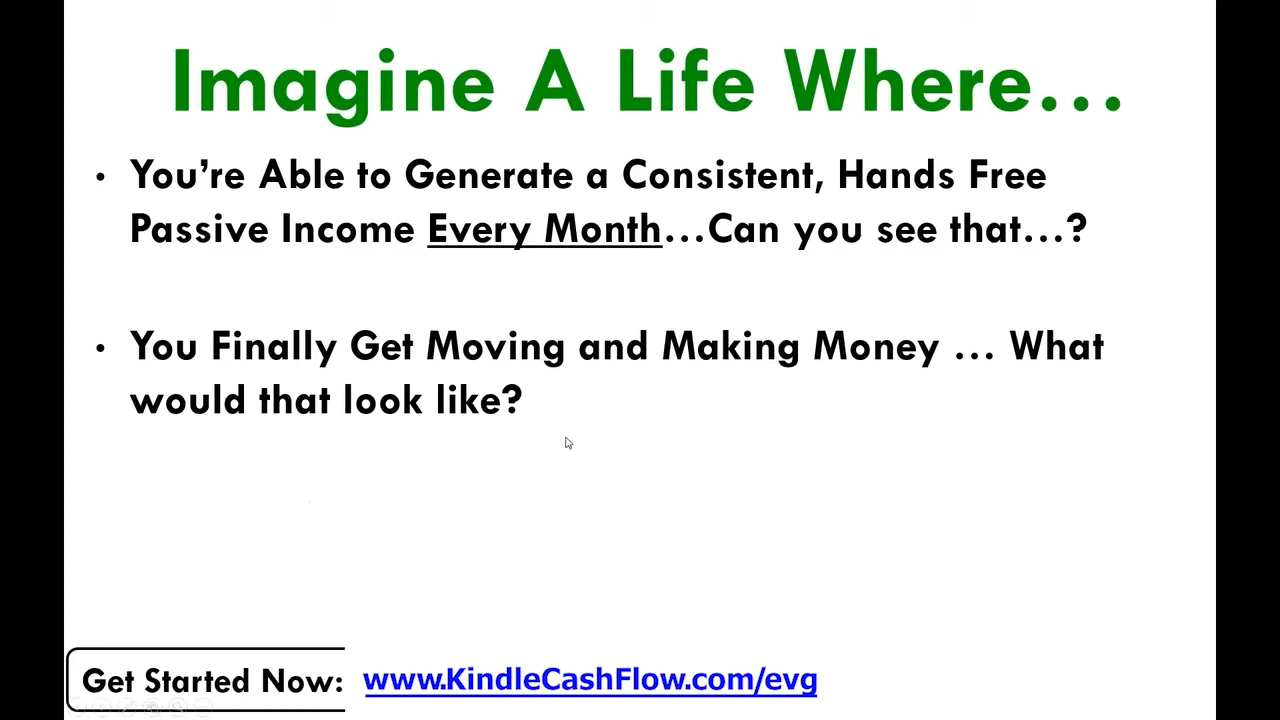 Imagine A Life Where…
• You’re Able to Generate a Consistent, Hands Free
Passive Income Every Month…Can you see that…?
• You Finally Get Moving and Making Money … What
would that look like?
Get Started Now: www.KindleCashFlow.com/evg